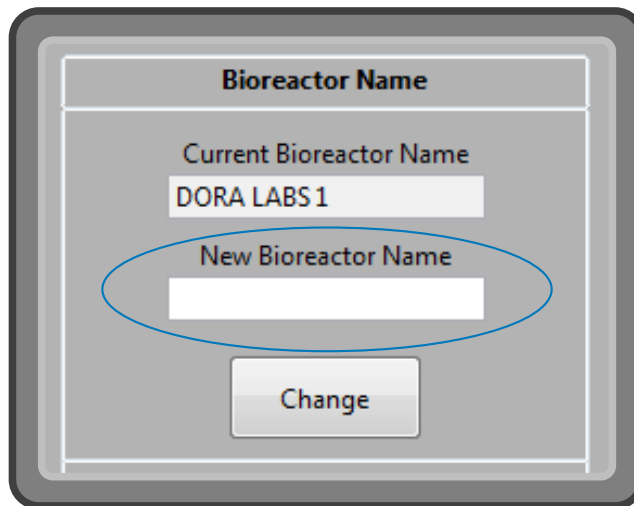 Bioreactor Name
Current Bioreactor Name
DORA LABS 1
New Bioreactor Name
Change